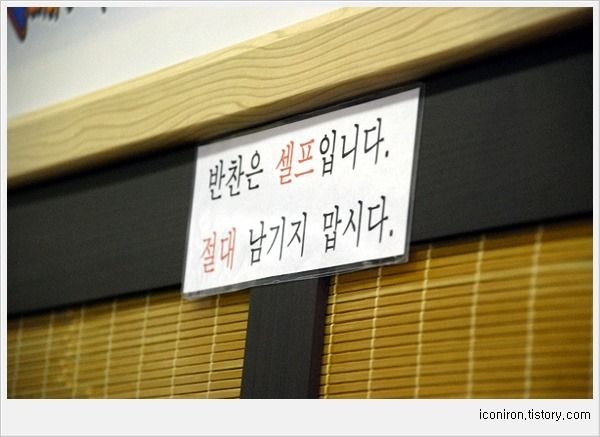 반찬은 셀프입니다.
절대 남기지 맙시다.
iconiron.tistory.com